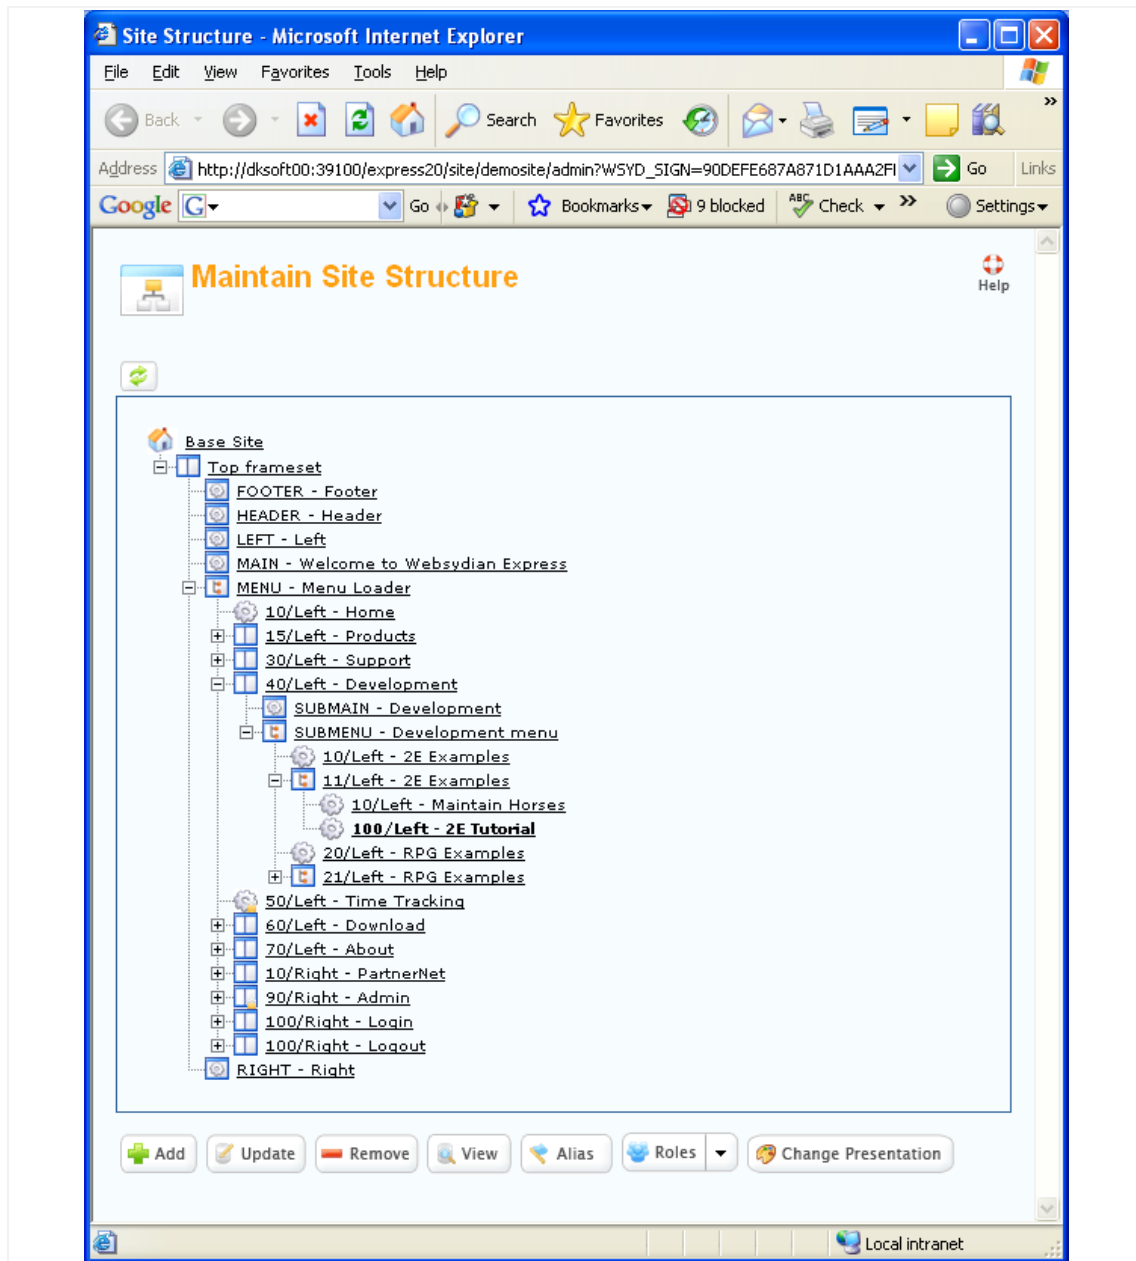 Site Structure - Microsoft Internet Explorer
File Edit View Favorites Tools Help
Back Search Favorites »
Address http://dksoft00:39100/express20/site/demosite/admin?WSYD_SIGN=90DEFE687A871D1AAA2FI Go Links
Google G Go Bookmarks 9 blocked ABC Check » Settings
Maintain Site Structure
Help
Base Site
Top frameset
FOOTER - Footer
HEADER - Header
LEFT - Left
MAIN - Welcome to Websydian Express
MENU - Menu Loader
10/Left - Home
15/Left - Products
30/Left - Support
40/Left - Development
SUBMAIN - Development
SUBMENU - Development menu
10/Left - 2E Examples
11/Left - 2E Examples
10/Left - Maintain Horses
100/Left - 2E Tutorial
20/Left - RPG Examples
21/Left - RPG Examples
50/Left - Time Tracking
60/Left - Download
70/Left - About
10/Right - PartnerNet
90/Right - Admin
100/Right - Login
100/Right - Logout
RIGHT - Right
Add Update Remove View Alias Roles Change Presentation
Local intranet